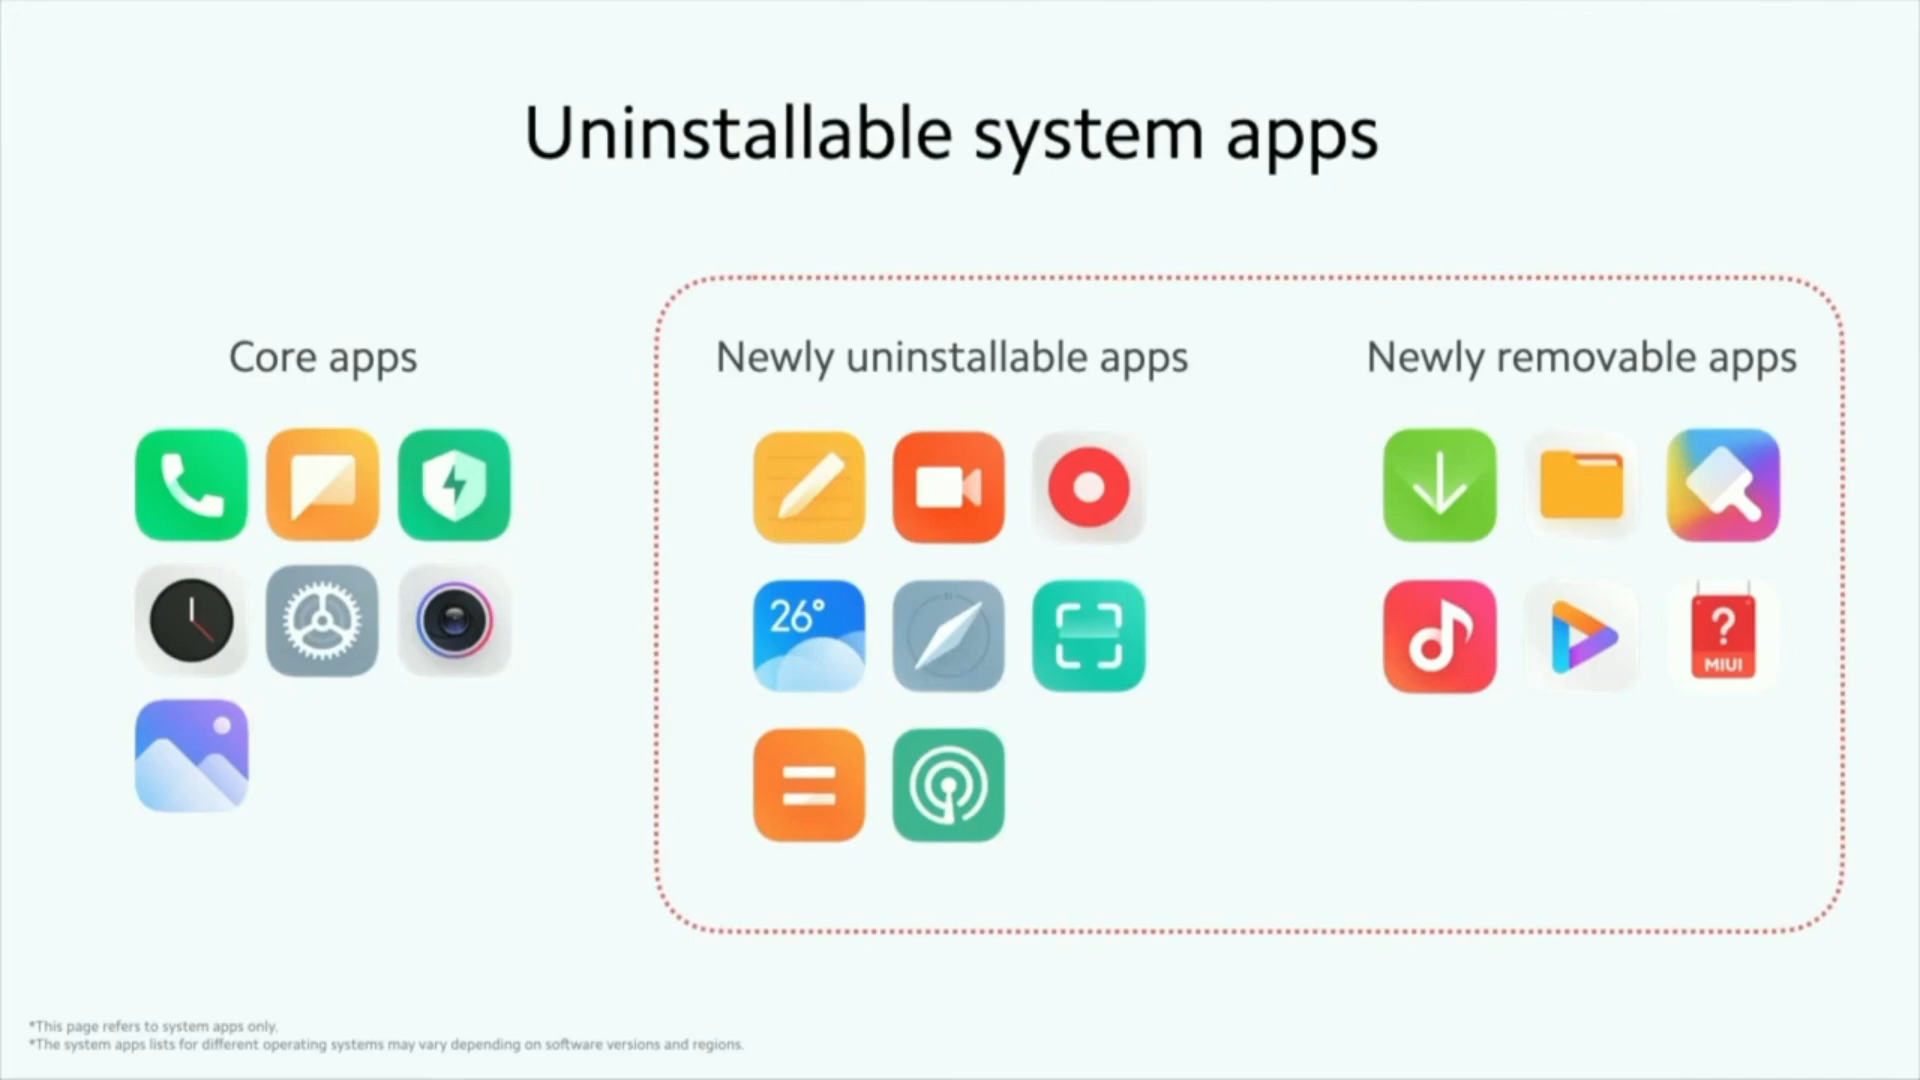 Uninstallable system apps
Core apps
Newly uninstallable apps
Newly removable apps
26°
?
MIUI
*This page refers to system apps only.
*The system apps lists for different operating systems may vary depending on software versions and regions.